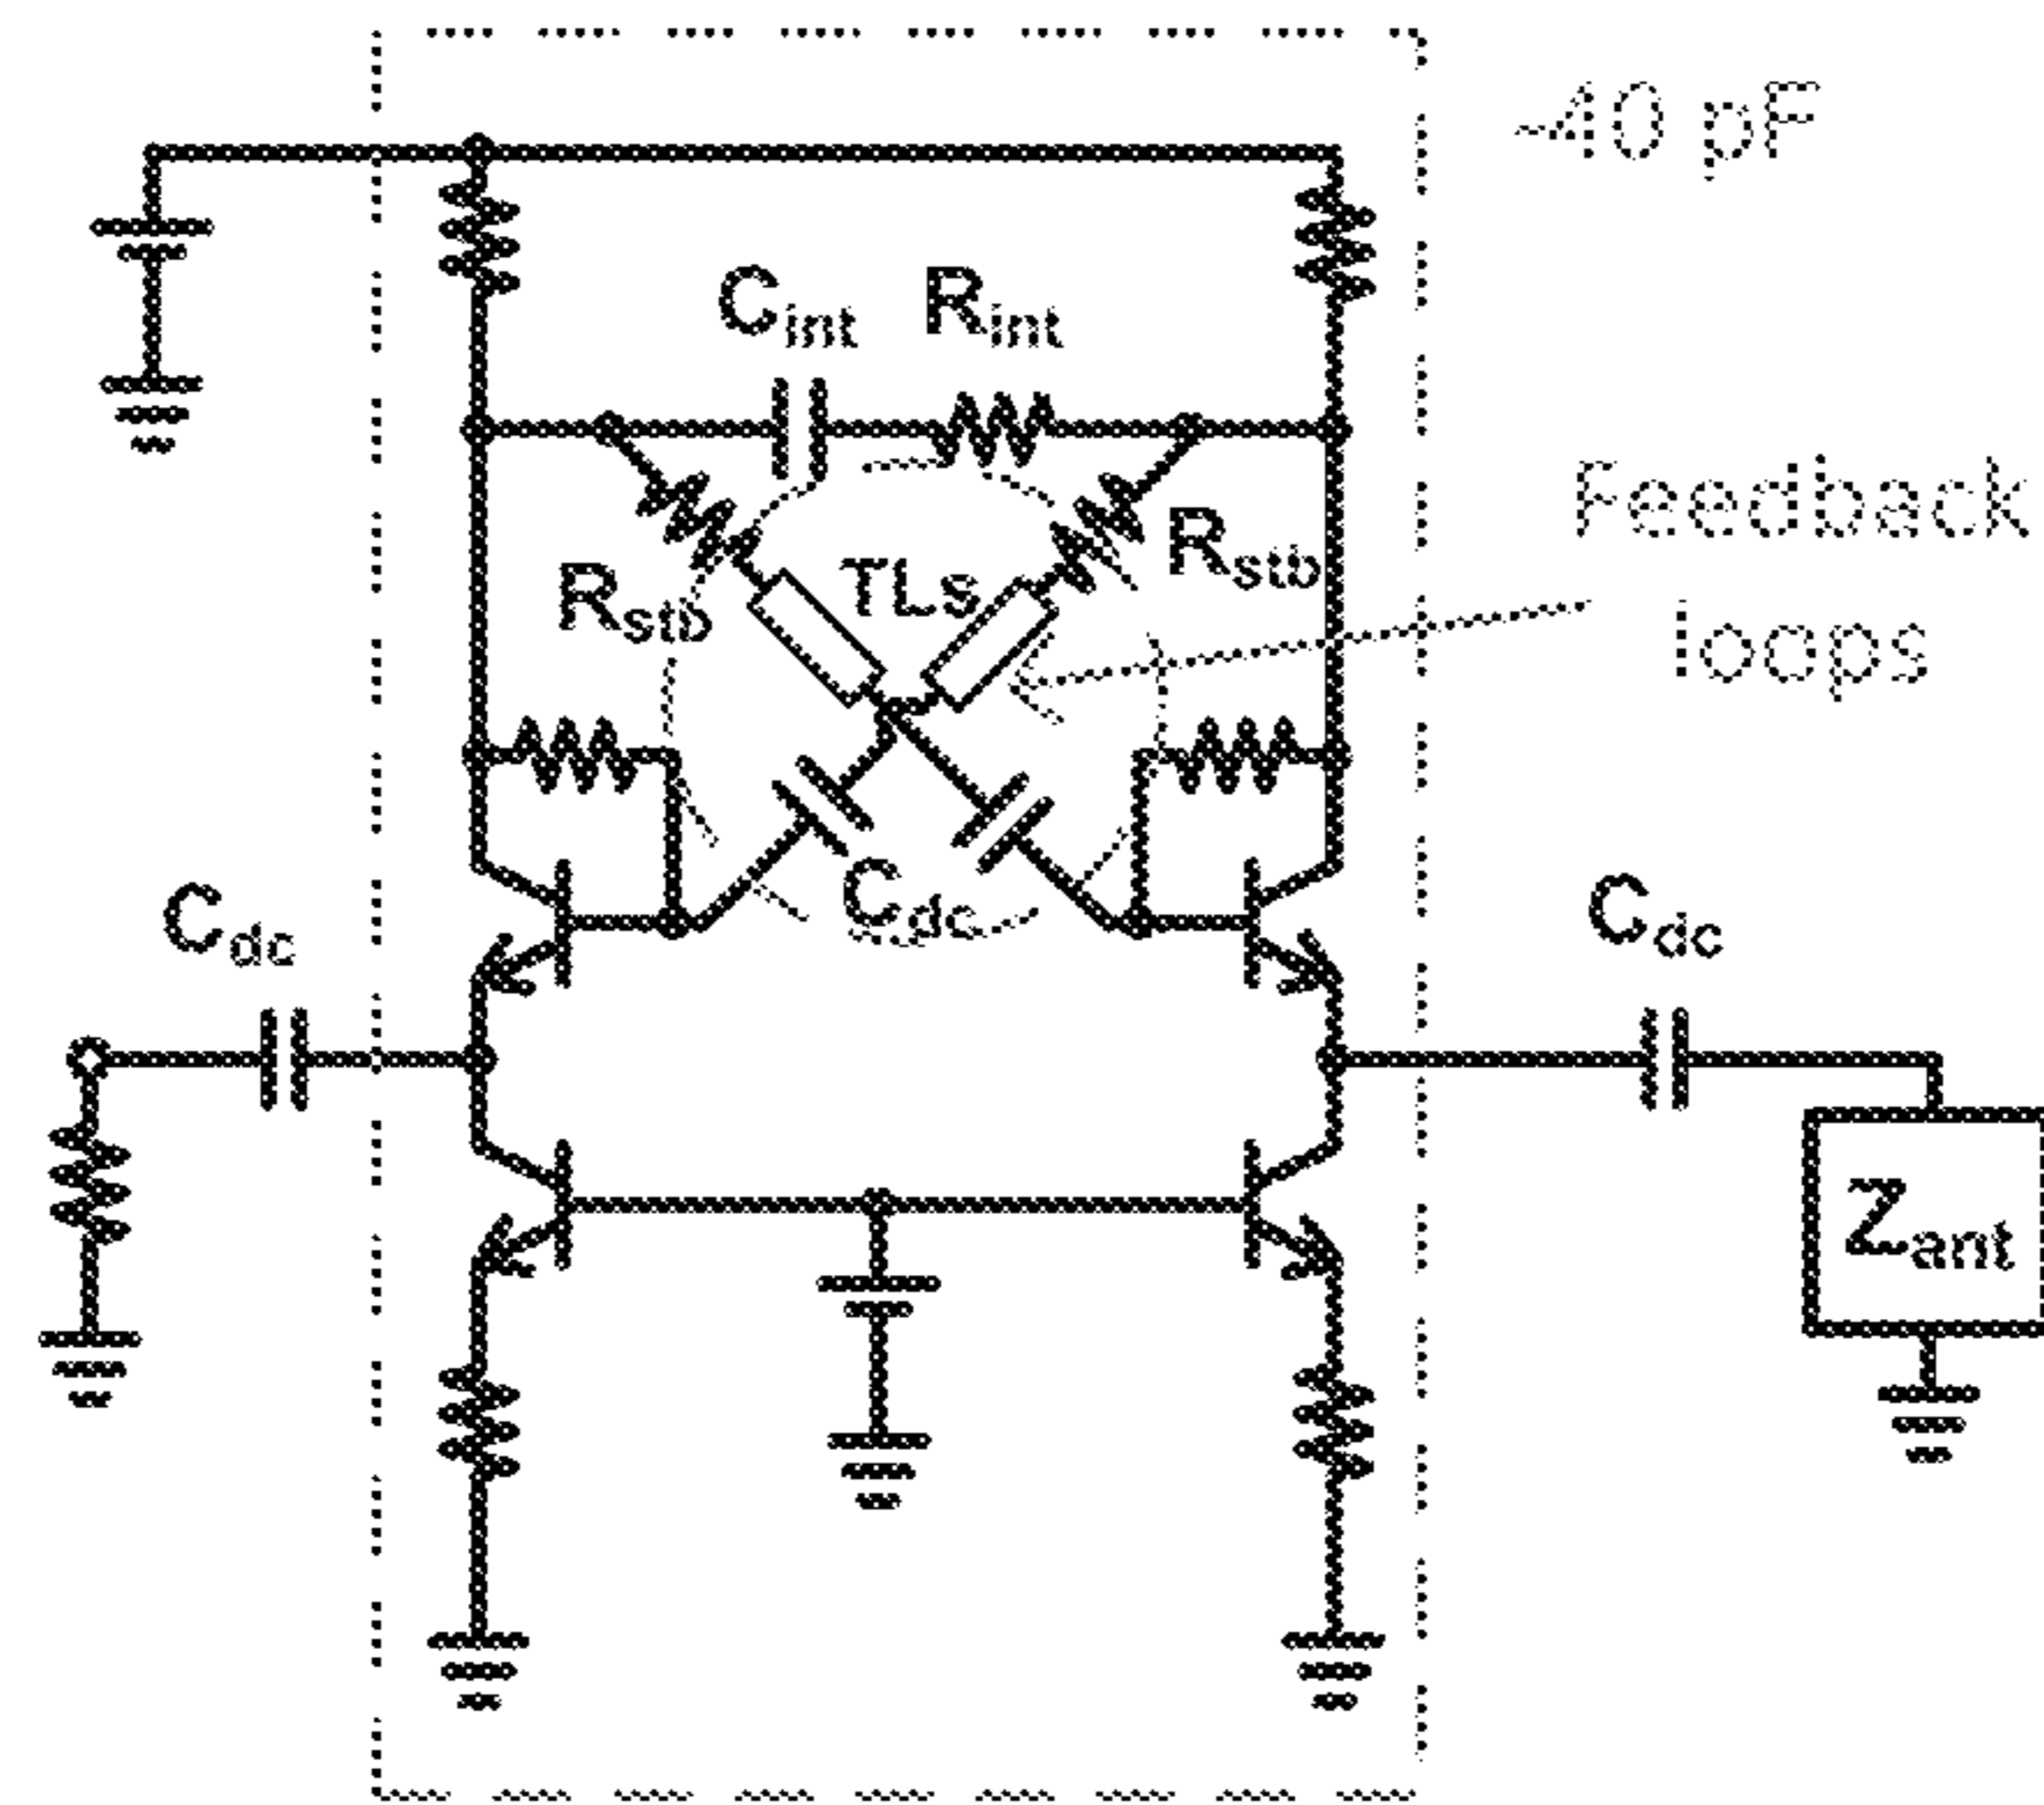 -40 pF
Cint Rint
Feedback
loops
Rstb
TLs
Rstb
Cdc
Cdc
Cdc
Zant